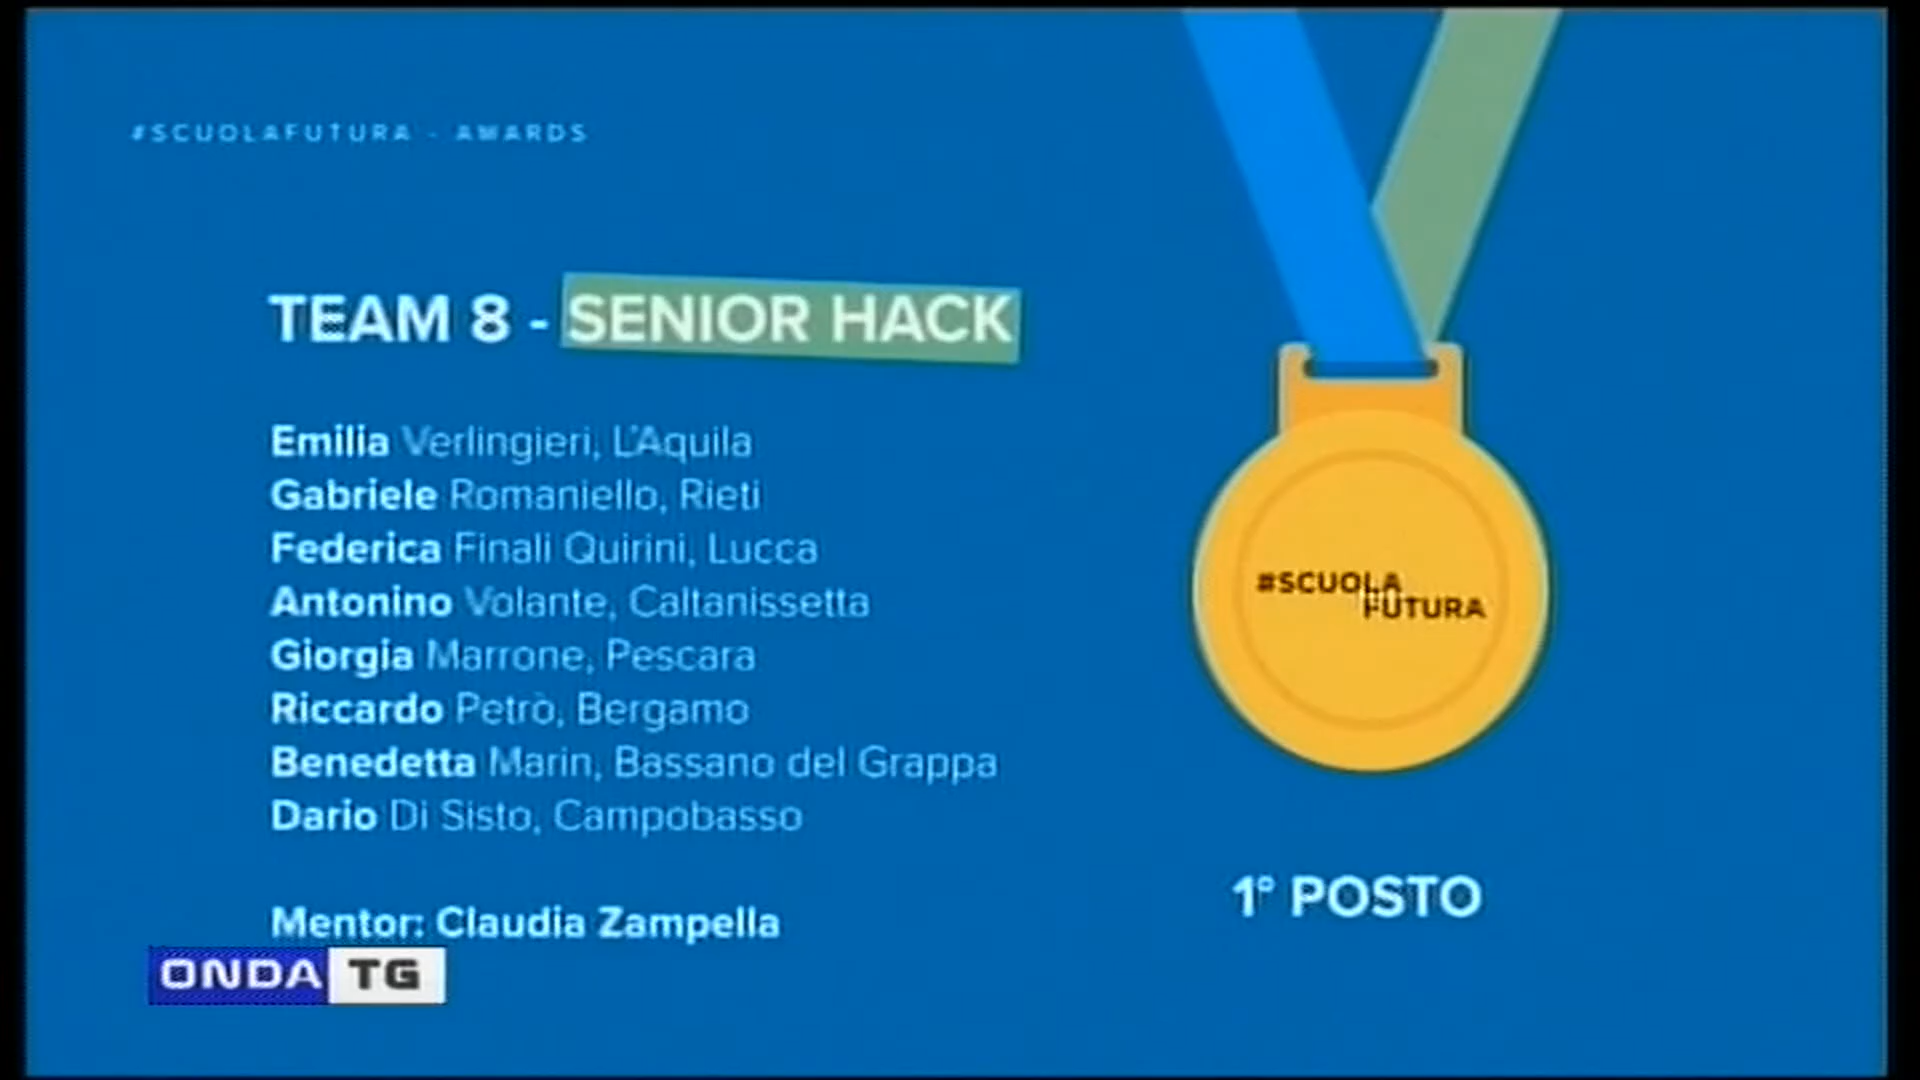 #SCUOLAFUTURA - AWARDS
TEAM 8 - SENIOR HACK
Emilia Verlingieri, L'Aquila
Gabriele Romaniello, Rieti
Federica Finali Quirini, Lucca
Antonino Volante, Caltanissetta
Giorgia Marrone, Pescara
Riccardo Petrò, Bergamo
Benedetta Marin, Bassano del Grappa
Dario Di Sisto, Campobasso
Mentor: Claudia Zampella
#SCUOLA
FUTURA
1° POSTO
ONDA TG